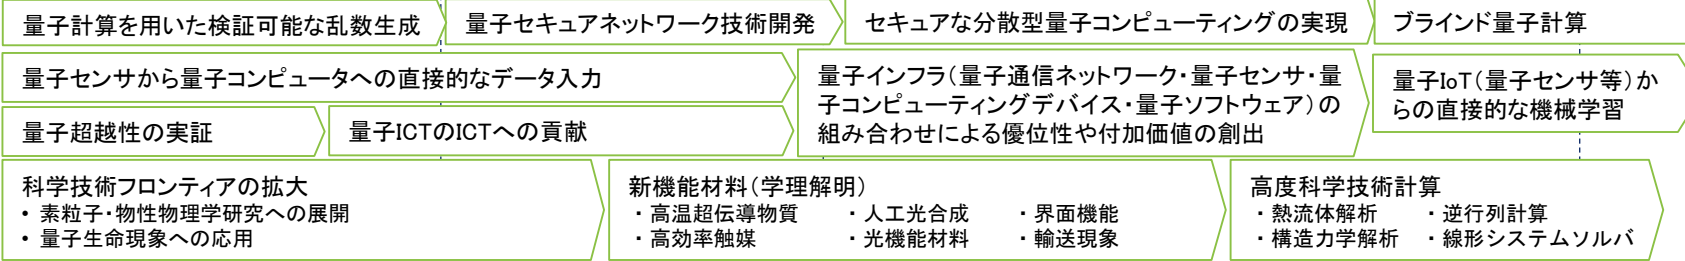 量子計算を用いた検証可能な乱数生成
量子セキュアネットワーク技術開発
セキュアな分散型量子コンピューティングの実現
ブラインド量子計算
量子センサから量子コンピュータへの直接的なデータ入力
量子インフラ(量子通信ネットワーク・量子センサ・量
子コンピューティングデバイス・量子ソフトウェア)の
組み合わせによる優位性や付加価値の創出
量子IoT(量子センサ等)か
らの直接的な機械学習
量子超越性の実証
量子ICTのICTへの貢献
科学技術フロンティアの拡大
• 素粒子・物性物理学研究への展開
• 量子生命現象への応用
新機能材料(学理解明)
・高温超伝導物質 ・人工光合成 ・界面機能
・高効率触媒 ・光機能材料 ・輸送現象
高度科学技術計算
・熱流体解析 ・逆行列計算
・構造力学解析 ・線形システムソルバ